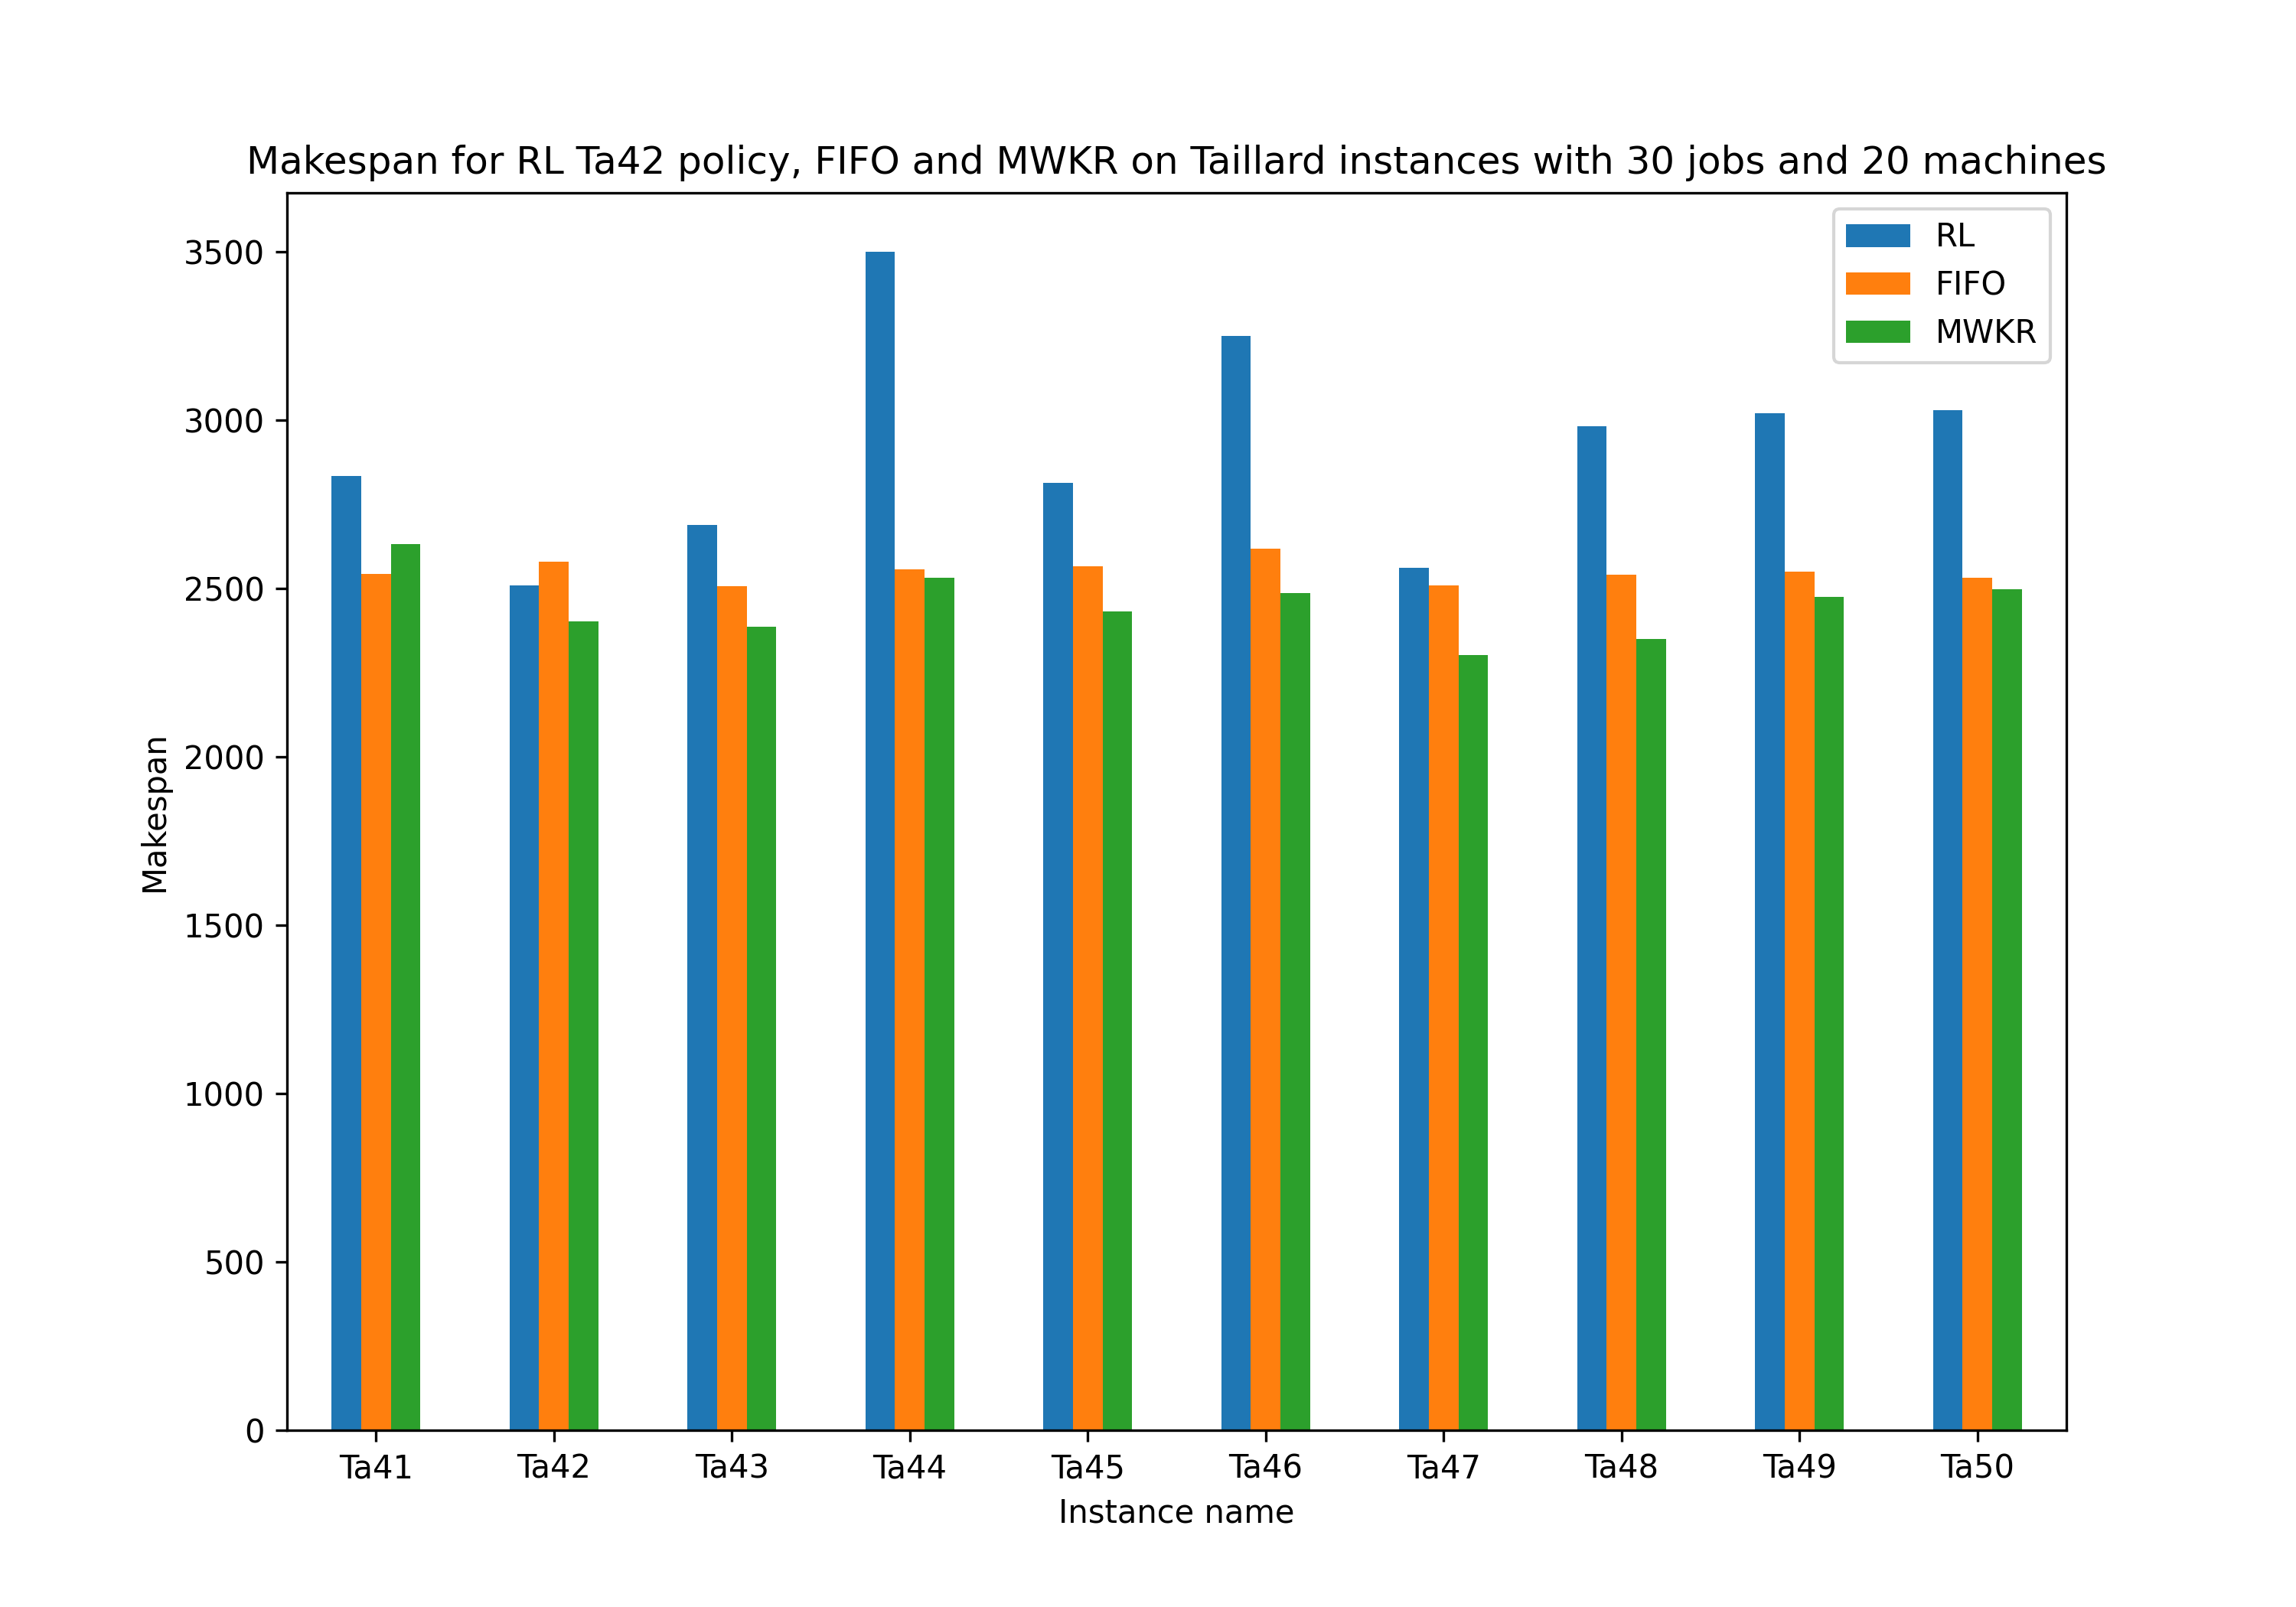 Makespan for RL Ta42 policy, FIFO and MWKR on Taillard instances with 30 jobs and 20 machines
RL
FIFO
MWKR
3500
3000
2500
2000
1500
1000
500
0
Makespan
Ta41 Ta42 Ta43 Ta44 Ta45 Ta46 Ta47 Ta48 Ta49 Ta50
Instance name